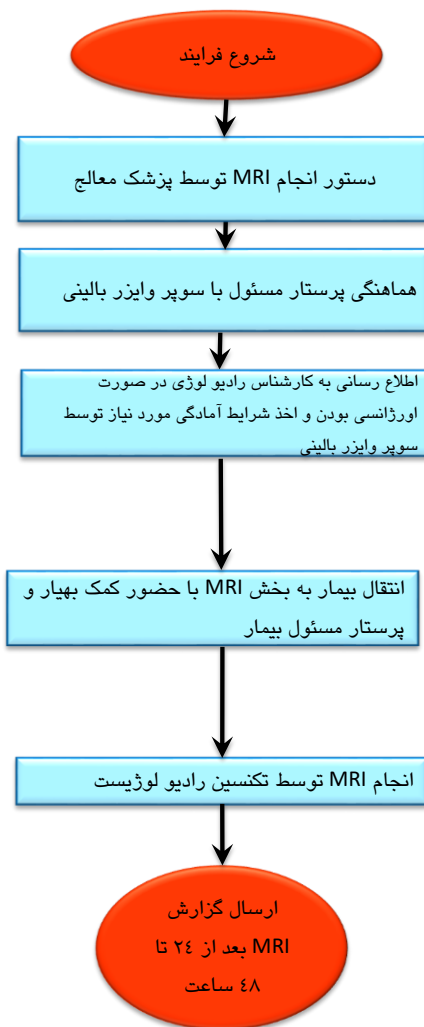 شروع فرایند
دستور انجام MRI توسط پزشک معالج
هماهنگی پرستار مسئول با سوپر وایزر بالینی
اطلاع رسانی به کارشناس رادیو لوژی در صورت
اورژانسی بودن و اخذ شرایط آمادگی مورد نیاز توسط
سوپر وایزر بالینی
انتقال بیمار به بخش MRI با حضور کمک بهیار و
پرستار مسئول بیمار
انجام MRI توسط تکنسین رادیو لوژیست
ارسال گزارش
MRI بعد از ٢٤ تا
٤٨ ساعت